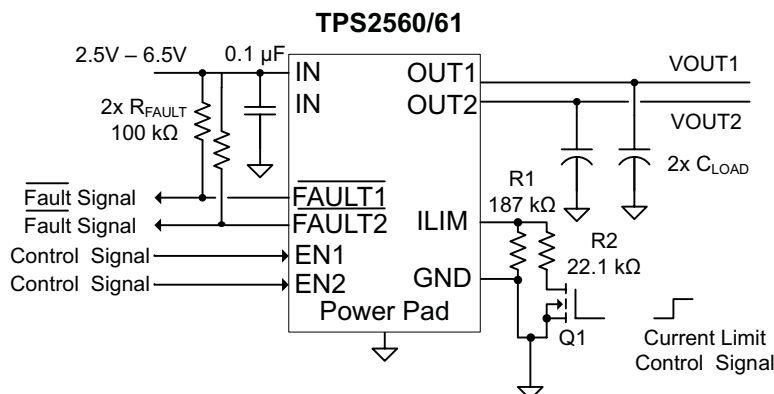 TPS2560/61
2.5V – 6.5V
0.1 µF
IN
OUT1
VOUT1
IN
OUT2
VOUT2
2x RFAULT
100 kΩ
2x CLOAD
R1
187 kΩ
Fault Signal
FAULT1
Fault Signal
FAULT2
ILIM
R2
22.1 kΩ
Control Signal
EN1
Control Signal
EN2
GND
Power Pad
Q1
Current Limit
Control Signal